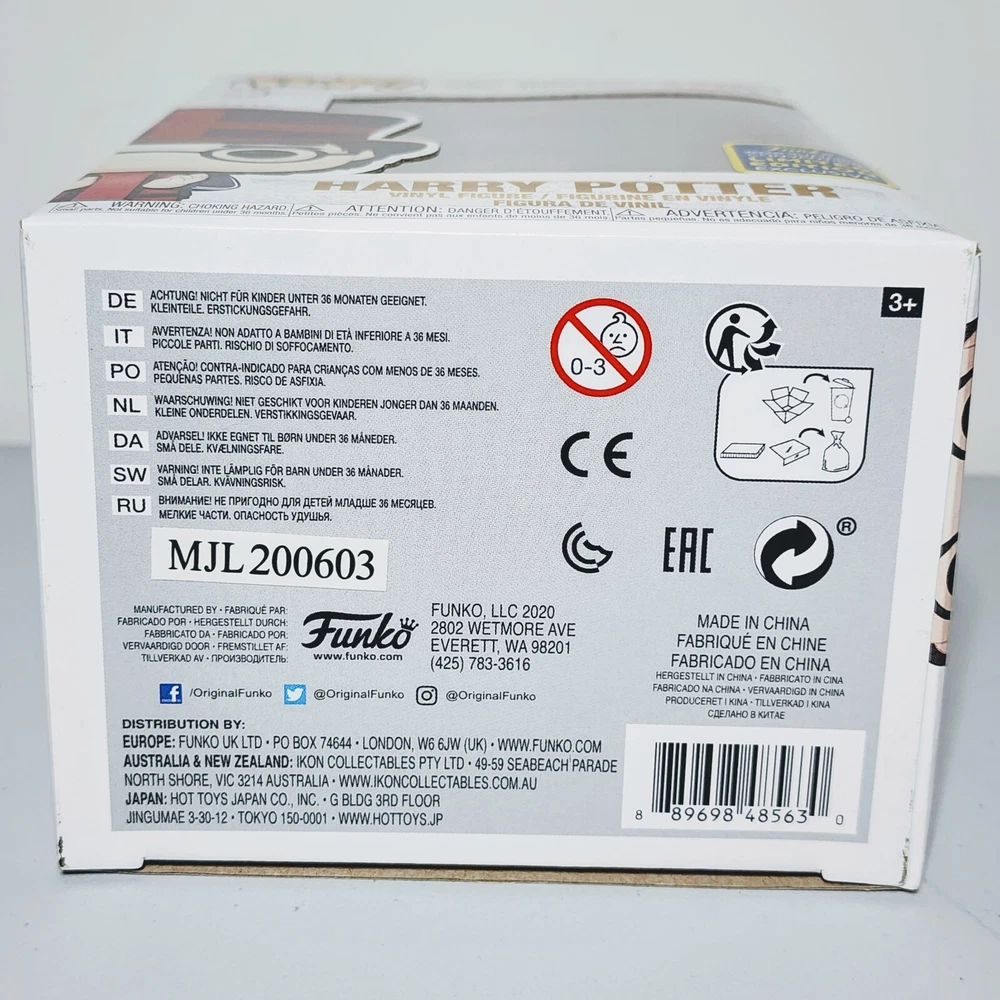 HARRY POTTER
VINYL FIGURE / FIGURINE EN VINYLE
FIGURA DE VINIL
WARNING: CHOKING HAZARD. ATTENTION: DANGER D'ÉTOUFFEMENT. ADVERTENCIA: PELIGRO DE ASFIXIA
Small parts. Not suitable for children under 36 months. Petites pièces. Ne convient pas aux enfants de moins de 36 mois. Partes pequeñas. No es adecuado para niños menores de 36
3+
DE ACHTUNG! NICHT FÜR KINDER UNTER 36 MONATEN GEEIGNET.
KLEINTEILE. ERSTICKUNGSGEFAHR.
IT AVVERTENZA! NON ADATTO A BAMBINI DI ETÀ INFERIORE A 36 MESI.
PICCOLE PARTI. RISCHIO DI SOFFOCAMENTO.
PO ATENÇÃO! CONTRA-INDICADO PARA CRIANÇAS COM MENOS DE 36 MESES.
PEQUENAS PARTES. RISCO DE ASFIXIA.
NL WAARSCHUWING! NIET GESCHIKT VOOR KINDEREN JONGER DAN 36 MAANDEN.
KLEINE ONDERDELEN. VERSTIKKINGSGEVAAR.
DA ADVARSEL! IKKE EGNET TIL BØRN UNDER 36 MÅNEDER.
SMÅ DELE. KVÆLNINGSFARE.
SW VARNING! INTE LÄMPLIG FÖR BARN UNDER 36 MÅNADER.
SMÅ DELAR. KVÄVNINGSRISK.
RU ВНИМАНИЕ! НЕ ПРИГОДНО ДЛЯ ДЕТЕЙ МЛАДШЕ 36 МЕСЯЦЕВ.
МЕЛКИЕ ЧАСТИ. ОПАСНОСТЬ УДУШЬЯ.
0-3
CE
EAC
®
MJL200603
MANUFACTURED BY • FABRIQUÉ PAR:
FABRICADO POR • HERGESTELLT DURCH:
FABBRICATO DA • FABRICADO POR:
VERVAARDIGD DOOR • FREMSTILLET AF:
TILLVERKAD AV • ПРОИЗВОДИТЕЛЬ:
Funko
www.funko.com
FUNKO, LLC 2020
2802 WETMORE AVE
EVERETT, WA 98201
(425) 783-3616
/OriginalFunko @OriginalFunko @OriginalFunko
MADE IN CHINA
FABRIQUÉ EN CHINE
FABRICADO EN CHINA
HERGESTELLT IN CHINA • FABBRICATO IN CINA
FABRICADO NA CHINA • VERVAARDIGD IN CHINA
PRODUCERET I KINA • TILLVERKAD I KINA
СДЕЛАНО В КИТАЕ
DISTRIBUTION BY:
EUROPE: FUNKO UK LTD • PO BOX 74644 • LONDON, W6 6JW (UK) • WWW.FUNKO.COM
AUSTRALIA & NEW ZEALAND: IKON COLLECTABLES PTY LTD • 49-59 SEABEACH PARADE
NORTH SHORE, VIC 3214 AUSTRALIA • WWW.IKONCOLLECTABLES.COM.AU
JAPAN: HOT TOYS JAPAN CO., INC. • G BLDG 3RD FLOOR
JINGUMAE 3-30-12 • TOKYO 150-0001 • WWW.HOTTOYS.JP
8 89698 48563 0